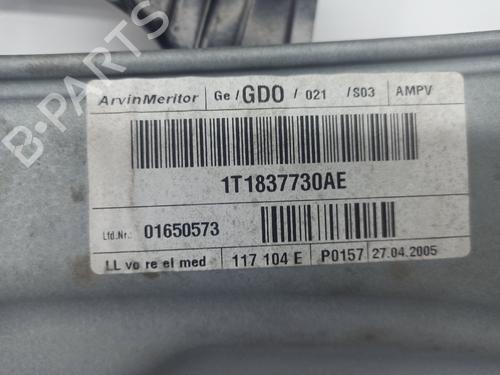 ArvinMeritor Ge/GDO/021 /S03 AMPV
1T1837730AE
Lfd.Nr.: 01650573
LL vo re el med 117 104 E P0157 27.04.2005
B-PARTS